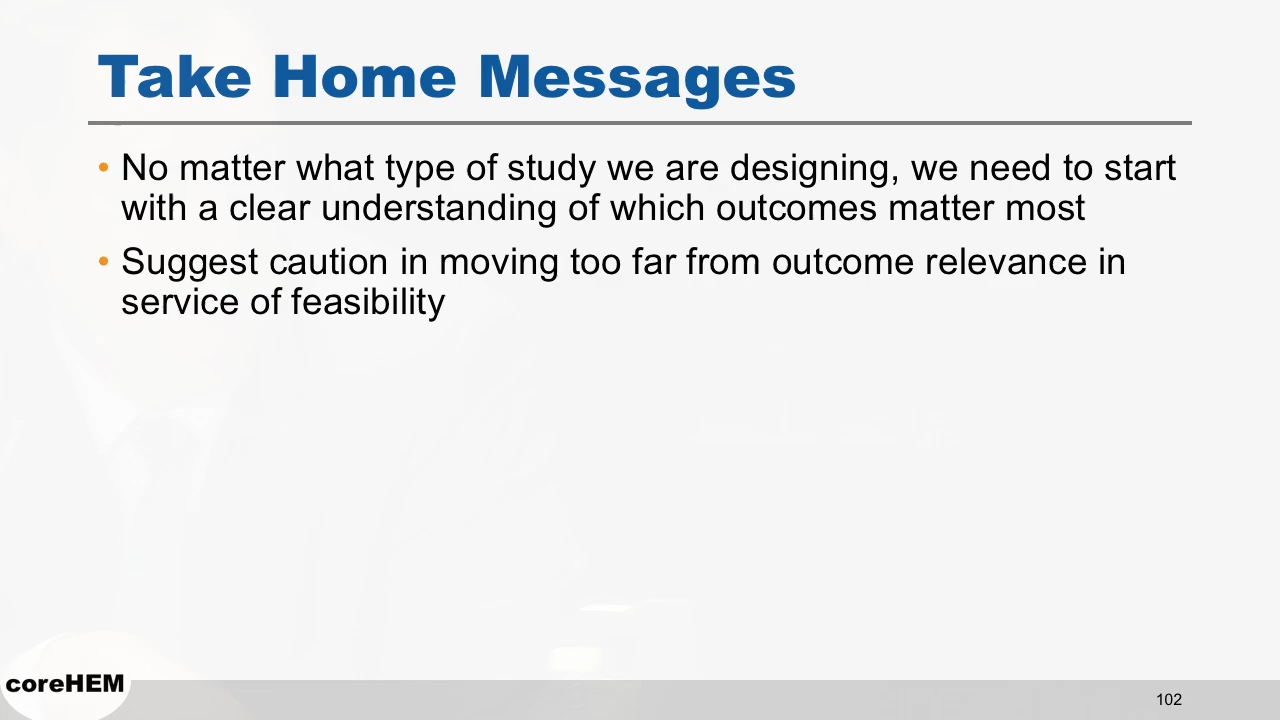 Take Home Messages
• No matter what type of study we are designing, we need to start
with a clear understanding of which outcomes matter most
• Suggest caution in moving too far from outcome relevance in
service of feasibility
coreHEM
102